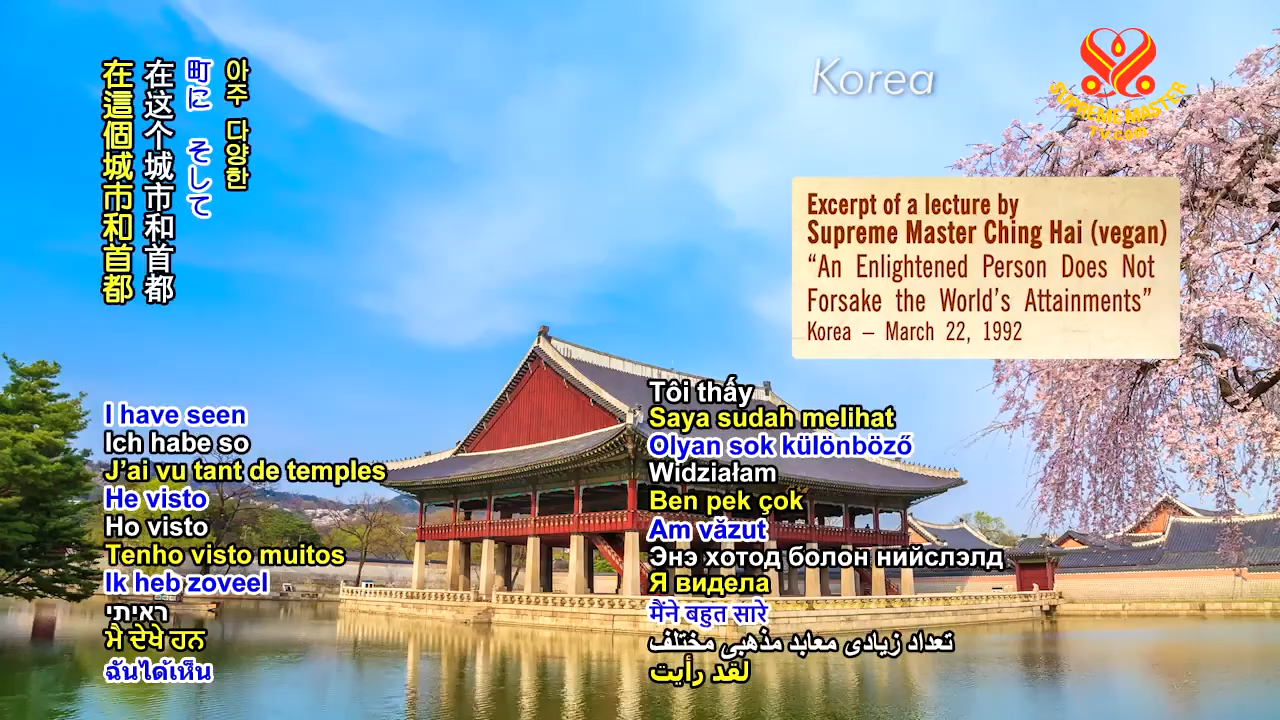 Korea
SUPREME MASTER
TV.com
Excerpt of a lecture by
Supreme Master Ching Hai (vegan)
“An Enlightened Person Does Not
Forsake the World’s Attainments”
Korea – March 22, 1992
아주 다양한
町に そして
在这个城市和首都
在這個城市和首都
I have seen
Ich habe so
J’ai vu tant de temples
He visto
Ho visto
Tenho visto muitos
Ik heb zoveel
ראיתי
ਮੈਂ ਦੇਖੇ ਹਨ
ฉันได้เห็น
Tôi thấy
Saya sudah melihat
Olyan sok különböző
Widziałam
Ben pek çok
Am văzut
Энэ хотод болон нийслэлд
Я видела
मैंने बहुत सारे
تعداد زیادی معابد مذهبی مختلف
لقد رأيت